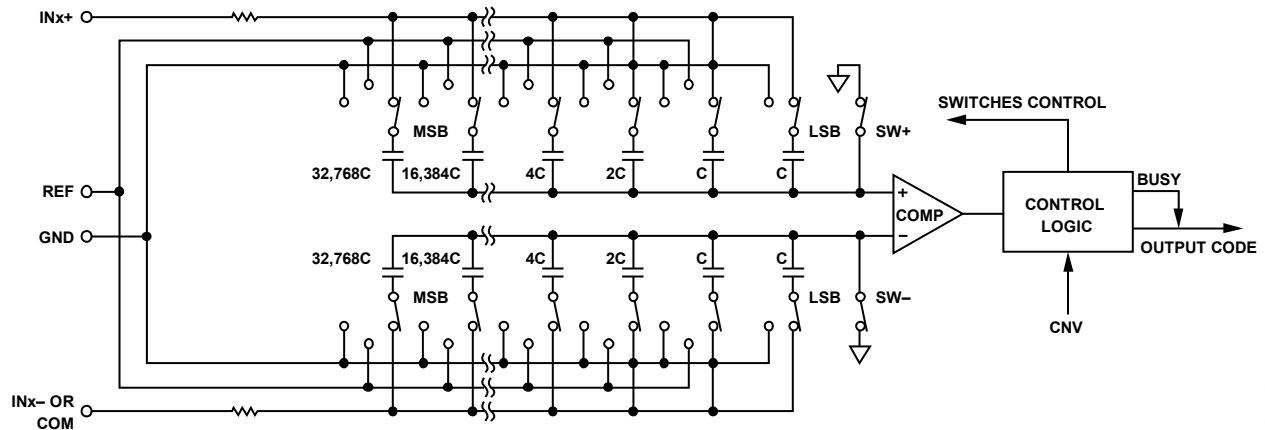 INx+
MSB
LSB
SW+
32,768C
16,384C
4C
2C
C
C
SWITCHES CONTROL
REF
GND
+
COMP
−
CONTROL
LOGIC
BUSY
OUTPUT CODE
32,768C
16,384C
4C
2C
C
C
MSB
LSB
SW−
CNV
INx− OR
COM